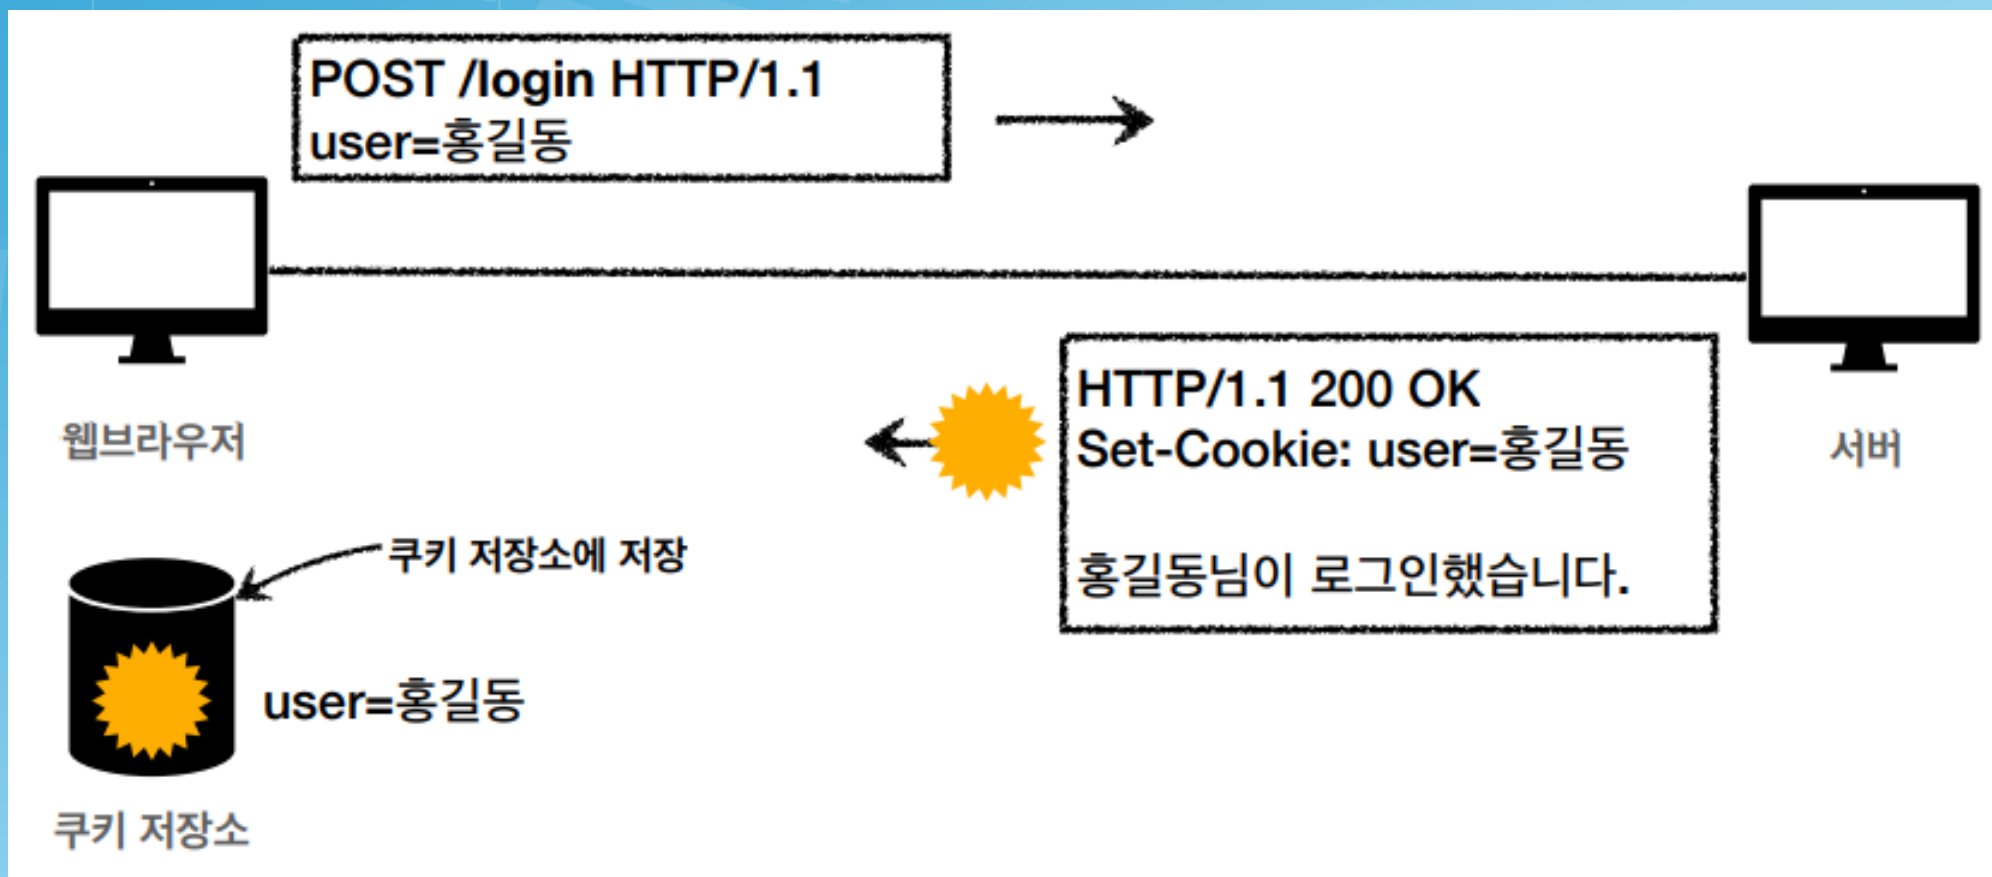 POST /login HTTP/1.1
user=홍길동
웹브라우저
서버
HTTP/1.1 200 OK
Set-Cookie: user=홍길동
홍길동님이 로그인했습니다.
쿠키 저장소에 저장
user=홍길동
쿠키 저장소